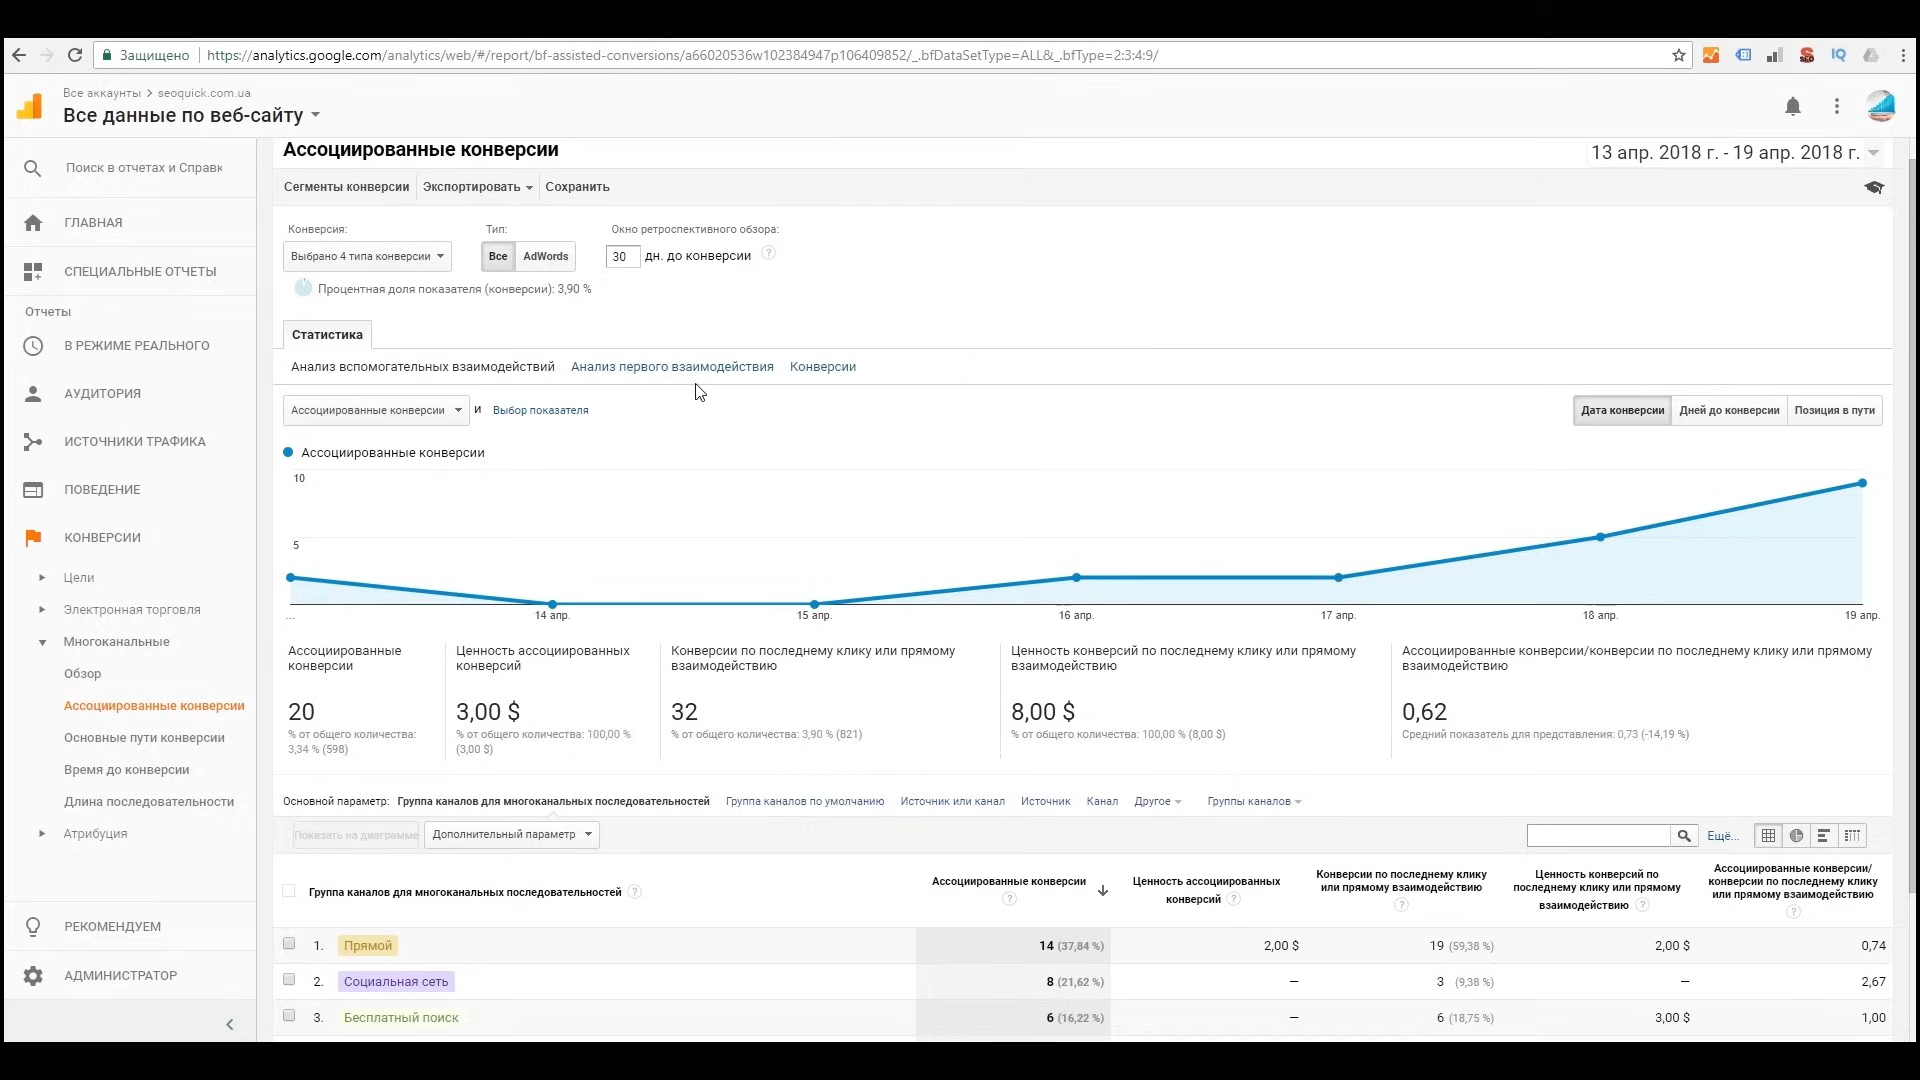 Защищено https://analytics.google.com/analytics/web/#/report/bf-assisted-conversions/a66020536w102384947p106409852/_.bfDataSetType=ALL&_.bfType=2:3:4:9/
Все аккаунты > seoquick.com.ua
Все данные по веб-сайту
Поиск в отчетах и Справк
ГЛАВНАЯ
СПЕЦИАЛЬНЫЕ ОТЧЕТЫ
Отчеты
В РЕЖИМЕ РЕАЛЬНОГО
АУДИТОРИЯ
ИСТОЧНИКИ ТРАФИКА
ПОВЕДЕНИЕ
КОНВЕРСИИ
Цели
Электронная торговля
Многоканальные
Обзор
Ассоциированные конверсии
Основные пути конверсии
Время до конверсии
Длина последовательности
Атрибуция
РЕКОМЕНДУЕМ
АДМИНИСТРАТОР
Ассоциированные конверсии
13 апр. 2018 г. - 19 апр. 2018 г.
Сегменты конверсии Экспортировать Сохранить
Конверсия: Тип: Окно ретроспективного обзора:
Выбрано 4 типа конверсии Все AdWords 30 дн. до конверсии ?
Процентная доля показателя (конверсии): 3,90 %
Статистика
Анализ вспомогательных взаимодействий Анализ первого взаимодействия Конверсии
Ассоциированные конверсии и Выбор показателя Дата конверсии Дней до конверсии Позиция в пути
Ассоциированные конверсии
10
5
... 14 апр. 15 апр. 16 апр. 17 апр. 18 апр. 19 апр.
Ассоциированные конверсии
20
% от общего количества: 3,34 % (598)
Ценность ассоциированных конверсий
3,00 $
% от общего количества: 100,00 % (3,00 $)
Конверсии по последнему клику или прямому взаимодействию
32
% от общего количества: 3,90 % (821)
Ценность конверсий по последнему клику или прямому взаимодействию
8,00 $
% от общего количества: 100,00 % (8,00 $)
Ассоциированные конверсии/конверсии по последнему клику или прямому взаимодействию
0,62
Средний показатель для представления: 0,73 (-14,19 %)
Основной параметр: Группа каналов для многоканальных последовательностей Группа каналов по умолчанию Источник или канал Источник Канал Другое Группы каналов
Показать на диаграмме Дополнительный параметр Ещё...
Группа каналов для многоканальных последовательностей ?
Ассоциированные конверсии ?
Ценность ассоциированных конверсий ?
Конверсии по последнему клику или прямому взаимодействию ?
Ценность конверсий по последнему клику или прямому взаимодействию ?
Ассоциированные конверсии/конверсии по последнему клику или прямому взаимодействию ?
1. Прямой 14 (37,84 %) 2,00 $ 19 (59,38 %) 2,00 $ 0,74
2. Социальная сеть 8 (21,62 %) — 3 (9,38 %) — 2,67
3. Бесплатный поиск 6 (16,22 %) — 6 (18,75 %) 3,00 $ 1,00